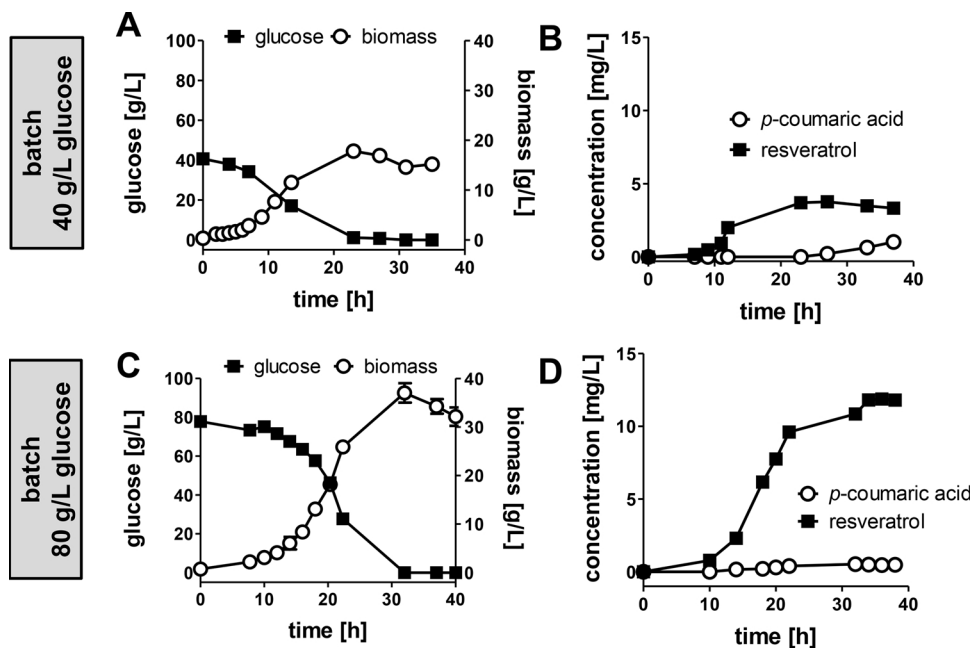 batch
40 g/L glucose
A
glucose
biomass
100
80
60
40
20
0
glucose [g/L]
40
30
20
10
0
biomass [g/L]
0
10
20
30
40
time [h]
B
15
10
5
0
concentration [mg/L]
p-coumaric acid
resveratrol
0
10
20
30
40
time [h]
batch
80 g/L glucose
C
glucose
biomass
100
80
60
40
20
0
glucose [g/L]
40
30
20
10
0
biomass [g/L]
0
10
20
30
40
time [h]
D
15
10
5
0
concentration [mg/L]
p-coumaric acid
resveratrol
0
10
20
30
40
time [h]